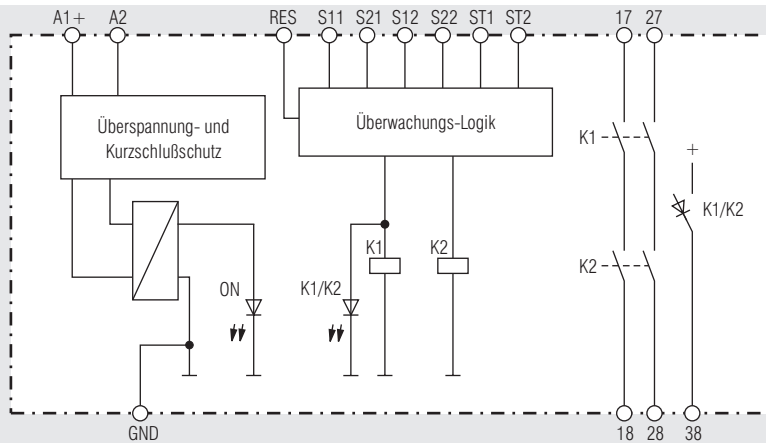 A1+ A2 RES S11 S21 S12 S22 ST1 ST2 17 27
Überspannung- und
Kurzschlußschutz
Überwachungs-Logik
K1
+
K1/K2
K1 K2
K2
ON K1/K2
GND 18 28 38